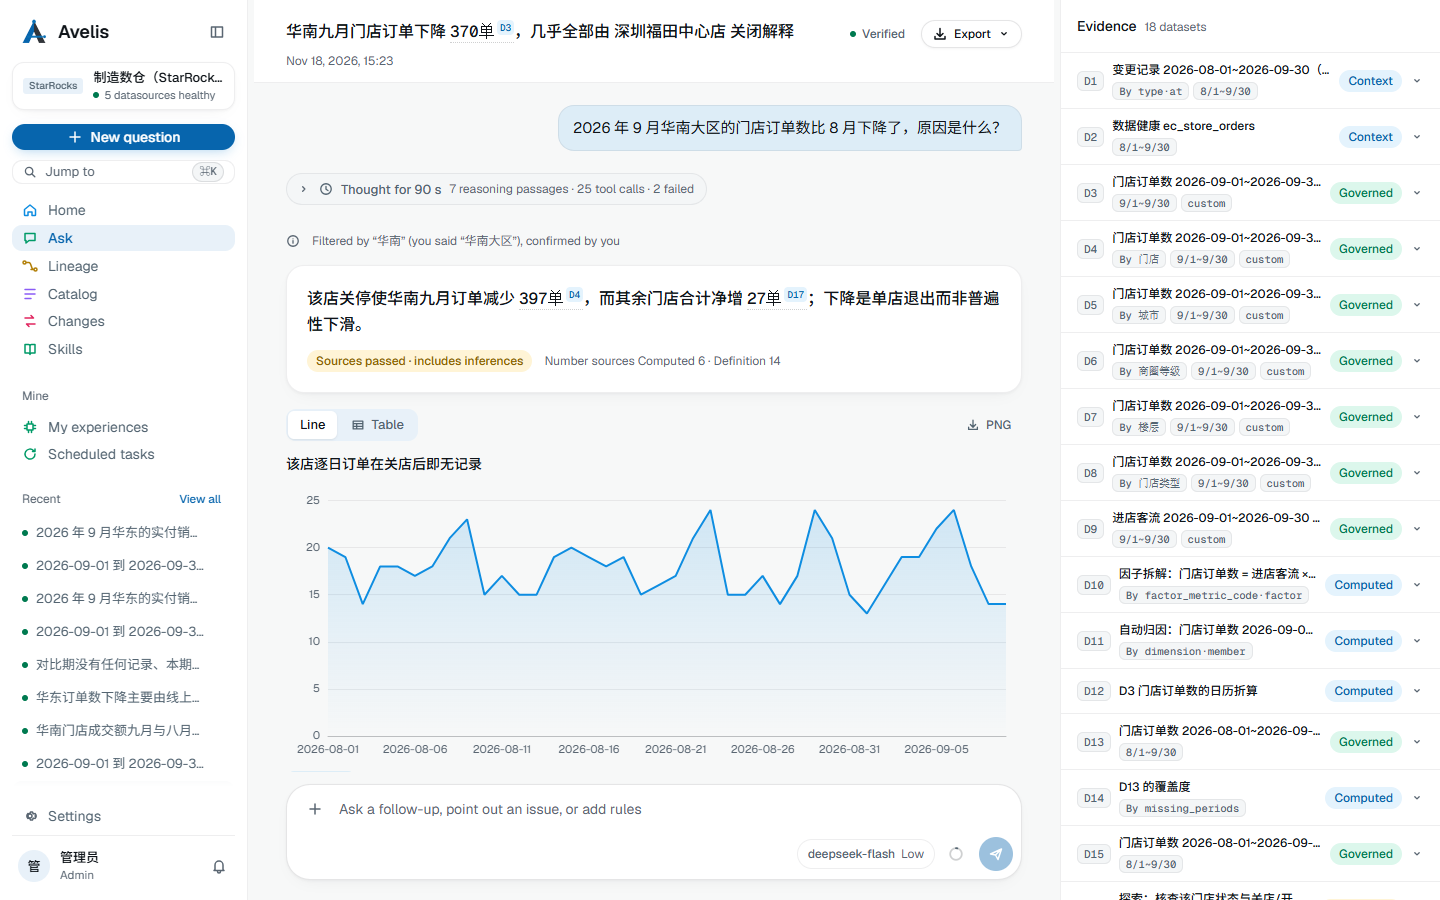 Avelis
StarRocks
制造数仓（StarRock…
5 datasources healthy
New question
Jump to
⌘K
Home
Ask
Lineage
Catalog
Changes
Skills
Mine
My experiences
Scheduled tasks
Recent
View all
2026 年 9 月华东的实付销…
2026-09-01 到 2026-09-3…
2026 年 9 月华东的实付销…
2026-09-01 到 2026-09-3…
对比期没有任何记录、本期…
华东订单数下降主要由线上…
华南门店成交额九月与八月…
2026-09-01 到 2026-09-3…
Settings
管
管理员
Admin
华南九月门店订单下降 370单 D3，几乎全部由 深圳福田中心店 关闭解释
Nov 18, 2026, 15:23
Verified
Export
2026 年 9 月华南大区的门店订单数比 8 月下降了，原因是什么？
Thought for 90 s 7 reasoning passages · 25 tool calls · 2 failed
Filtered by “华南” (you said “华南大区”), confirmed by you
该店关停使华南九月订单减少 397单 D4，而其余门店合计净增 27单 D17；下降是单店退出而非普遍
性下滑。
Sources passed · includes inferences
Number sources Computed 6 · Definition 14
Line
Table
PNG
该店逐日订单在关店后即无记录
25
20
15
10
5
0
2026-08-01
2026-08-06
2026-08-11
2026-08-16
2026-08-21
2026-08-26
2026-08-31
2026-09-05
Ask a follow-up, point out an issue, or add rules
deepseek-flash Low
Evidence 18 datasets
D1
变更记录 2026-08-01~2026-09-30（…
By type·at
8/1~9/30
Context
D2
数据健康 ec_store_orders
8/1~9/30
Context
D3
门店订单数 2026-09-01~2026-09-3…
9/1~9/30
custom
Governed
D4
门店订单数 2026-09-01~2026-09-3…
By 门店
9/1~9/30
custom
Governed
D5
门店订单数 2026-09-01~2026-09-3…
By 城市
9/1~9/30
custom
Governed
D6
门店订单数 2026-09-01~2026-09-3…
By 商圈等级
9/1~9/30
custom
Governed
D7
门店订单数 2026-09-01~2026-09-3…
By 楼层
9/1~9/30
custom
Governed
D8
门店订单数 2026-09-01~2026-09-3…
By 门店类型
9/1~9/30
custom
Governed
D9
进店客流 2026-09-01~2026-09-30 …
9/1~9/30
custom
Governed
D10
因子拆解：门店订单数 = 进店客流 ×…
By factor_metric_code·factor
Computed
D11
自动归因：门店订单数 2026-09-0…
By dimension·member
Computed
D12
D3 门店订单数的日历折算
Computed
D13
门店订单数 2026-08-01~2026-09-…
8/1~9/30
Governed
D14
D13 的覆盖度
By missing_periods
Computed
D15
门店订单数 2026-08-01~2026-09-…
8/1~9/30
Governed
探索：核查该门店状态与关店/开